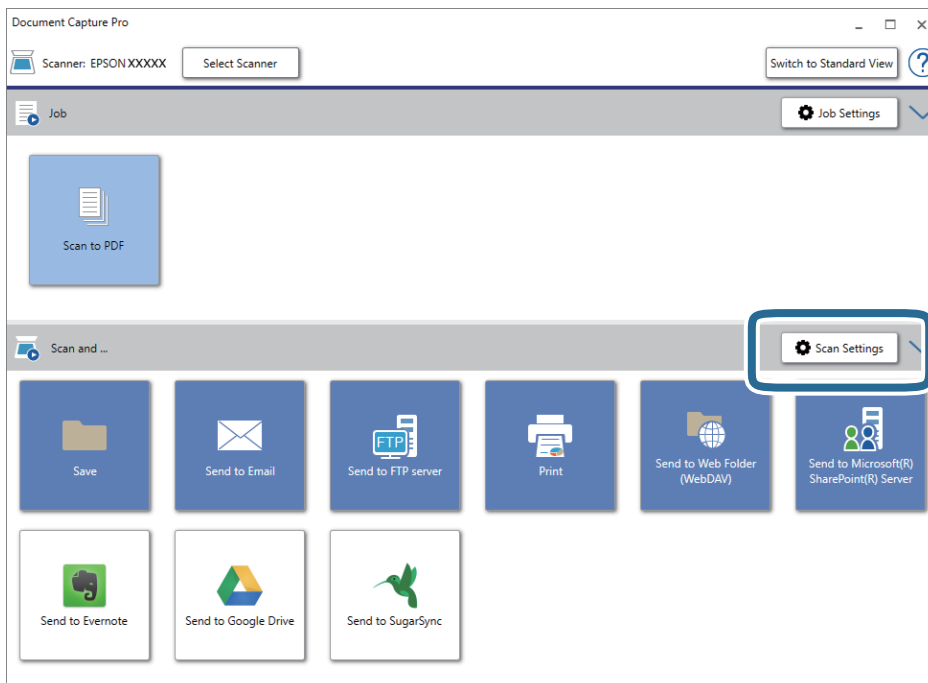 Document Capture Pro
Scanner: EPSON XXXXX
Select Scanner
Switch to Standard View
?
Job
Job Settings
Scan to PDF
Scan and ...
Scan Settings
Save
Send to Email
FTP
Send to FTP server
Print
Send to Web Folder
(WebDAV)
Send to Microsoft(R)
SharePoint(R) Server
Send to Evernote
Send to Google Drive
Send to SugarSync